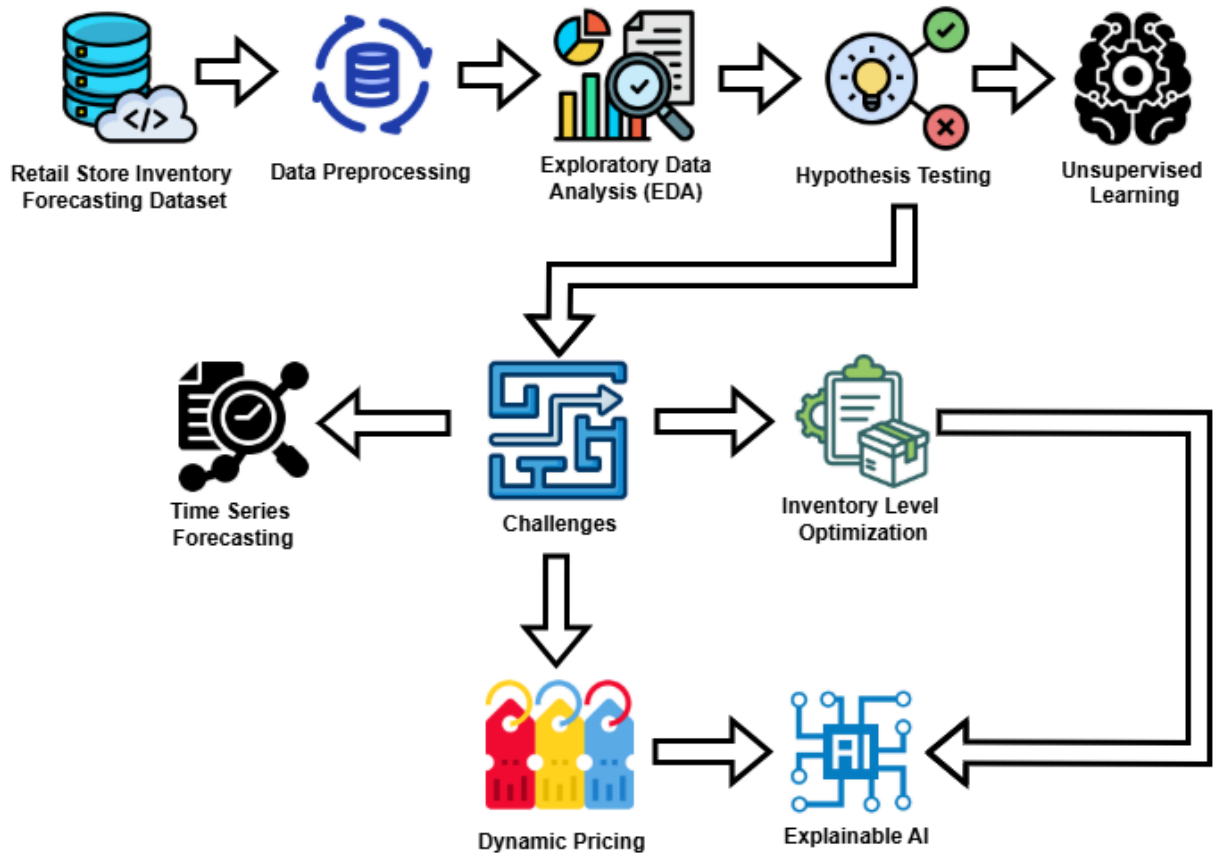 </>
Retail Store Inventory
Forecasting Dataset
Data Preprocessing
Exploratory Data
Analysis (EDA)
Hypothesis Testing
Unsupervised
Learning
Time Series
Forecasting
Challenges
Inventory Level
Optimization
Dynamic Pricing
AI
Explainable AI